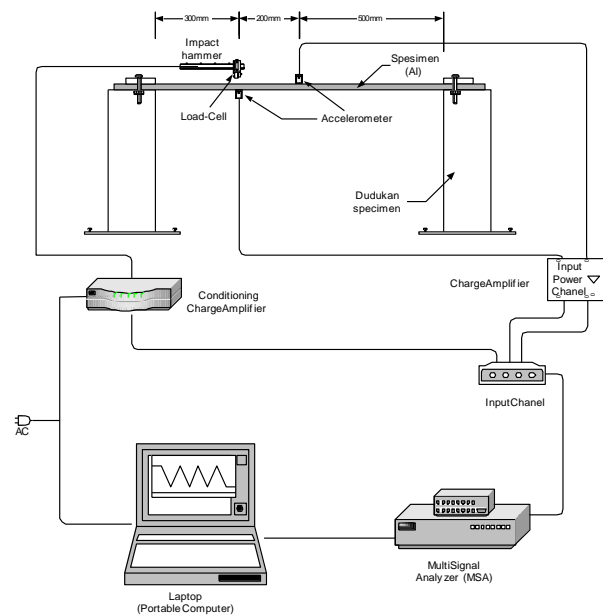 300mm
200mm
500mm
Impact
hammer
Spesimen
(Al)
Load-Cell
Accelerometer
Dudukan
specimen
Conditioning
ChargeAmplifier
ChargeAmplifier
Input
Power
Chanel
InputChanel
AC
MultiSignal
Analyzer (MSA)
Laptop
(Portable Computer)